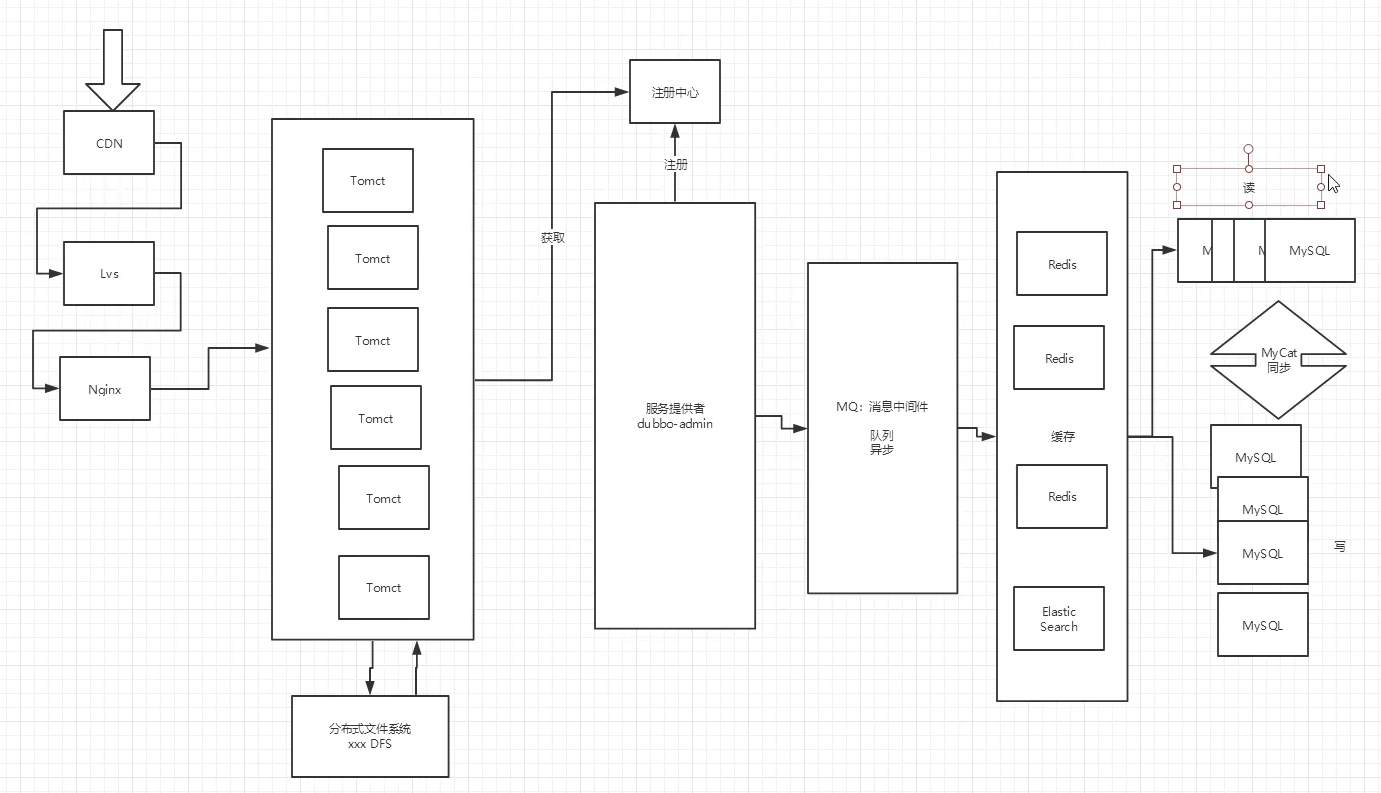 CDN
Lvs
Nginx
Tomct
Tomct
Tomct
Tomct
Tomct
Tomct
分布式文件系统
xxx DFS
获取
注册中心
注册
服务提供者
dubbo-admin
MQ：消息中间件
队列
异步
Redis
Redis
缓存
Redis
Elastic
Search
读
M
M
MySQL
MyCat
同步
MySQL
MySQL
MySQL
写
MySQL